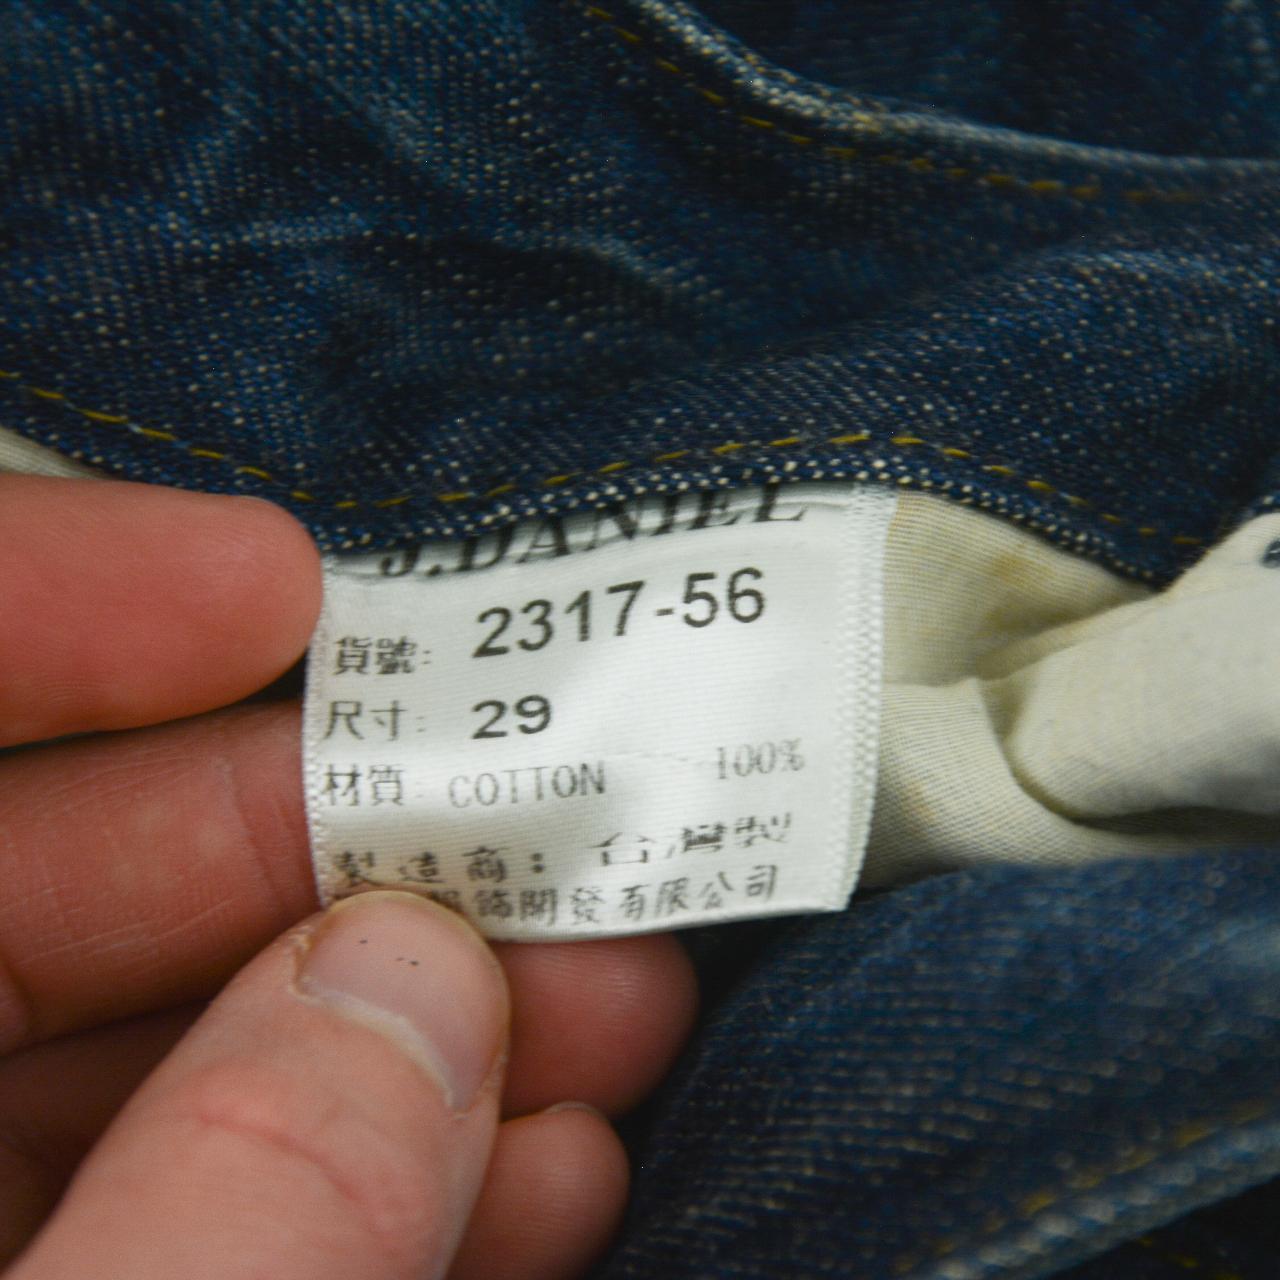 J.DANIEL
貨號: 2317-56
尺寸: 29
材質: COTTON 100%
台灣製
製造商:
服飾開發有限公司